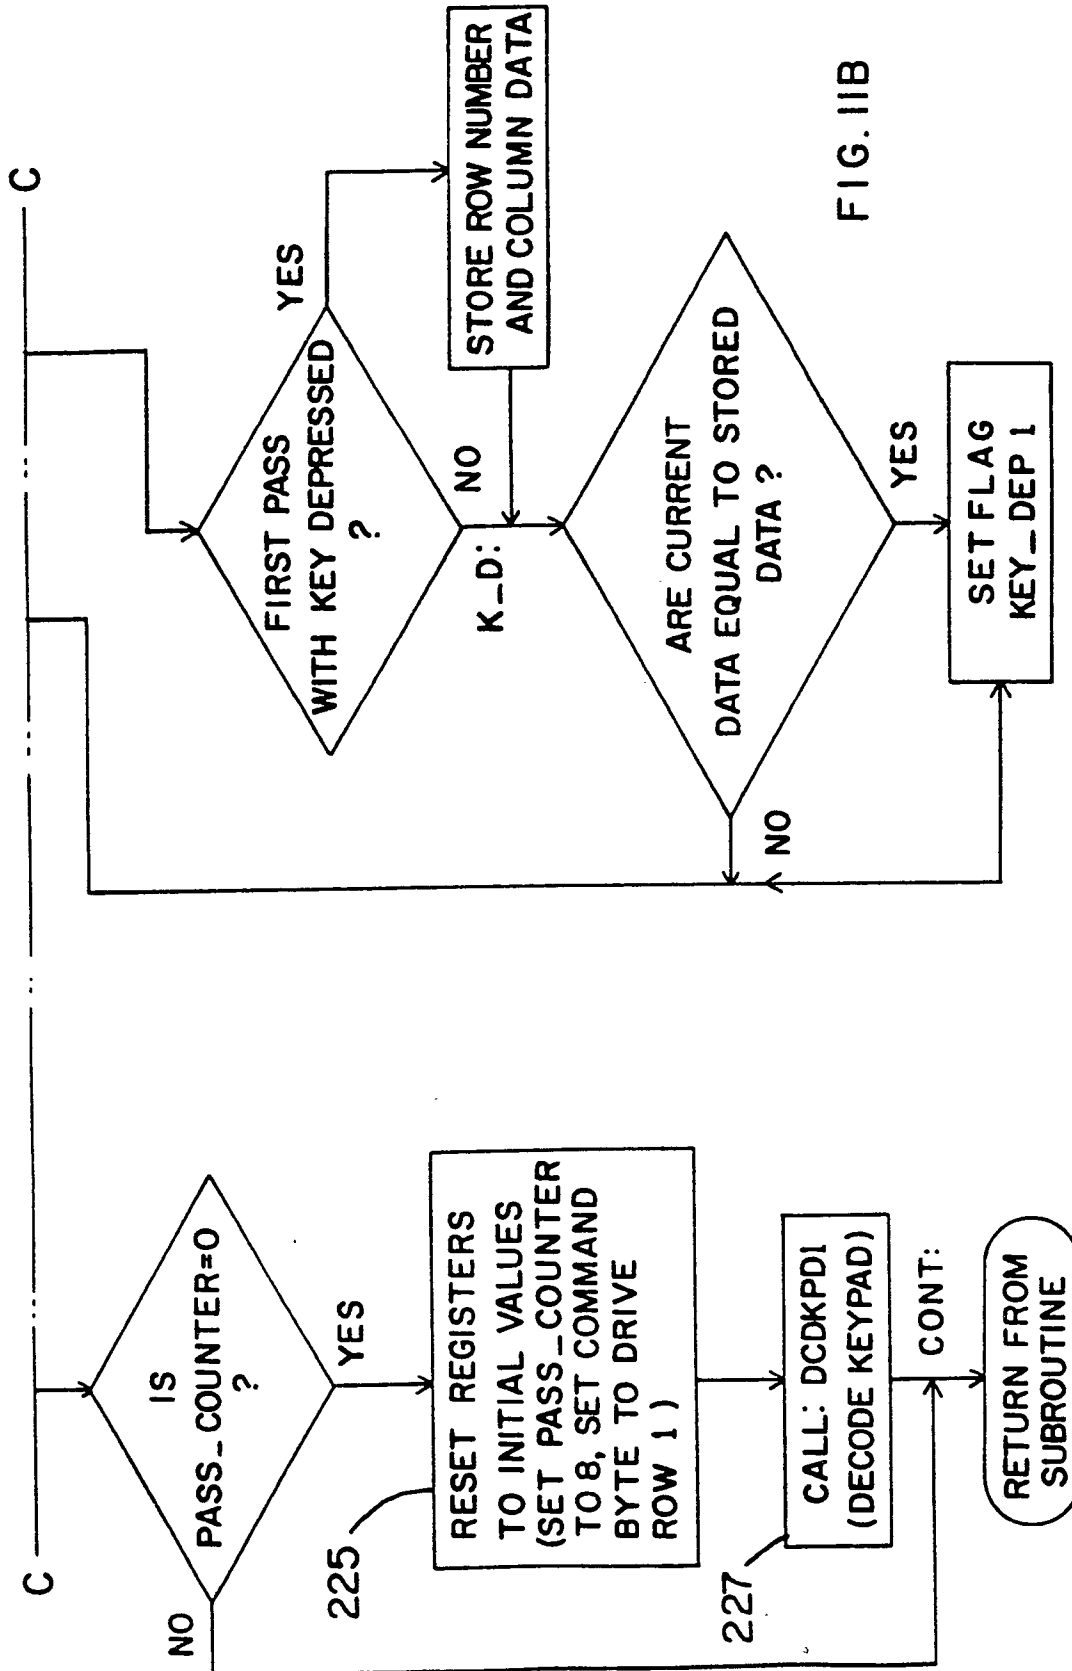 C
C
IS
PASS_COUNTER=0
?
NO
YES
225
RESET REGISTERS
TO INITIAL VALUES
(SET PASS_COUNTER
TO 8, SET COMMAND
BYTE TO DRIVE
ROW 1)
227
CALL: DCDKPD1
(DECODE KEYPAD)
CONT:
RETURN FROM
SUBROUTINE
FIRST PASS
WITH KEY DEPRESSED
?
YES
NO
K_D:
STORE ROW NUMBER
AND COLUMN DATA
ARE CURRENT
DATA EQUAL TO STORED
DATA ?
NO
YES
SET FLAG
KEY_DEP 1
FIG. 11B